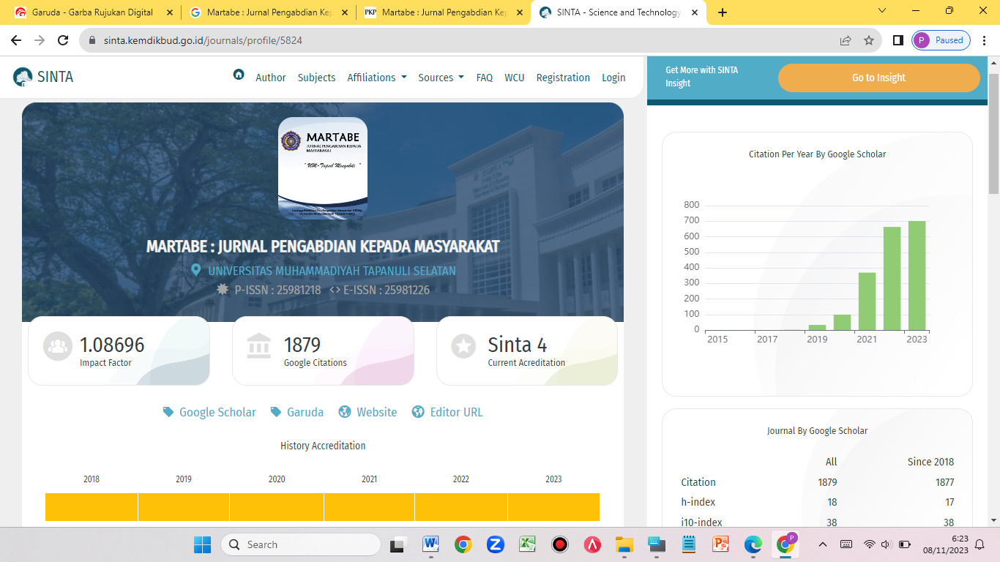 Garuda - Garba Rujukan Digital
Martabe : Jurnal Pengabdian Kep
PKP
Martabe : Jurnal Pengabdian Kep
SINTA - Science and Technology
sinta.kemdikbud.go.id/journals/profile/5824
P
Paused
SINTA
Author
Subjects
Affiliations
Sources
FAQ
WCU
Registration
Login
Get More with SINTA
Insight
Go to Insight
MARTABE
JURNAL PENGABDIAN KEPADA
MASYARAKAT
" UM-Tapsel Mengabdi "
MARTABE : JURNAL PENGABDIAN KEPADA MASYARAKAT
UNIVERSITAS MUHAMMADIYAH TAPANULI SELATAN
P-ISSN : 25981218 <> E-ISSN : 25981226
1.08696
Impact Factor
1879
Google Citations
Sinta 4
Current Acreditation
Google Scholar
Garuda
Website
Editor URL
History Accreditation
2018
2019
2020
2021
2022
2023
Citation Per Year By Google Scholar
800
700
600
500
400
300
200
100
0
2015
2017
2019
2021
2023
Journal By Google Scholar
All
Since 2018
Citation
1879
1877
h-index
18
17
i10-index
38
38
Search
6:23
08/11/2023